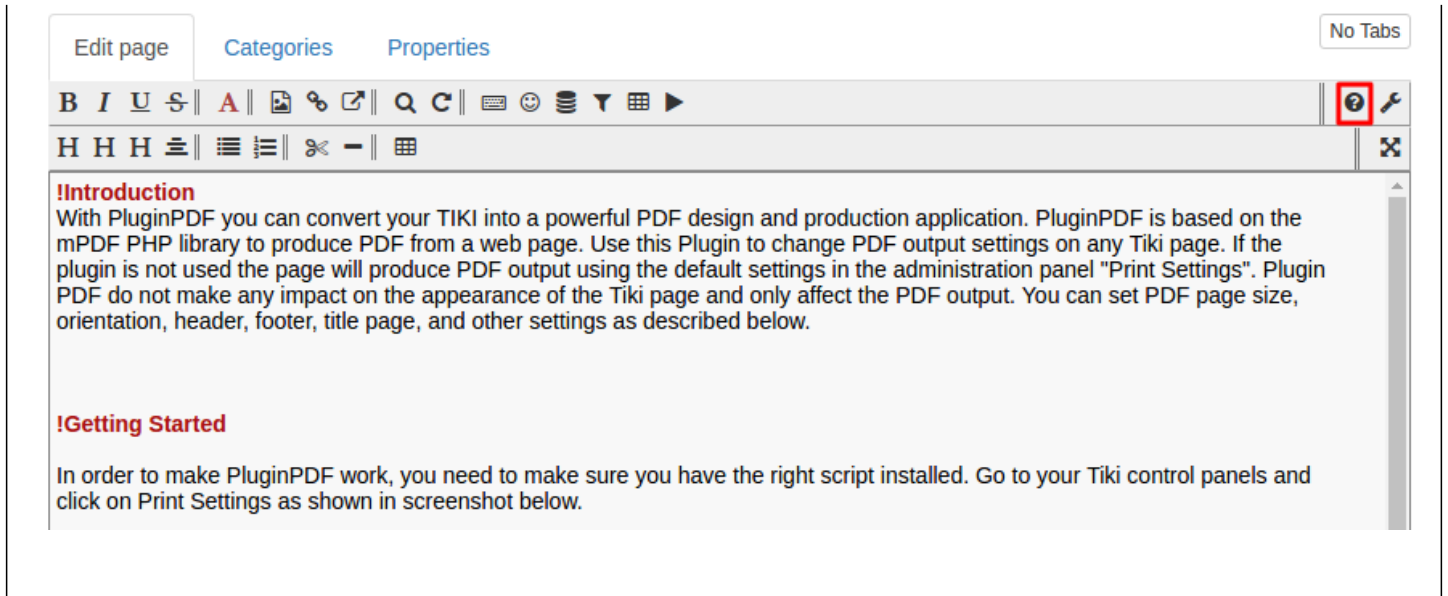 Edit page Categories Properties No Tabs
B I U S A
H H H
!Introduction
With PluginPDF you can convert your TIKI into a powerful PDF design and production application. PluginPDF is based on the
mPDF PHP library to produce PDF from a web page. Use this Plugin to change PDF output settings on any Tiki page. If the
plugin is not used the page will produce PDF output using the default settings in the administration panel "Print Settings". Plugin
PDF do not make any impact on the appearance of the Tiki page and only affect the PDF output. You can set PDF page size,
orientation, header, footer, title page, and other settings as described below.
!Getting Started
In order to make PluginPDF work, you need to make sure you have the right script installed. Go to your Tiki control panels and
click on Print Settings as shown in screenshot below.